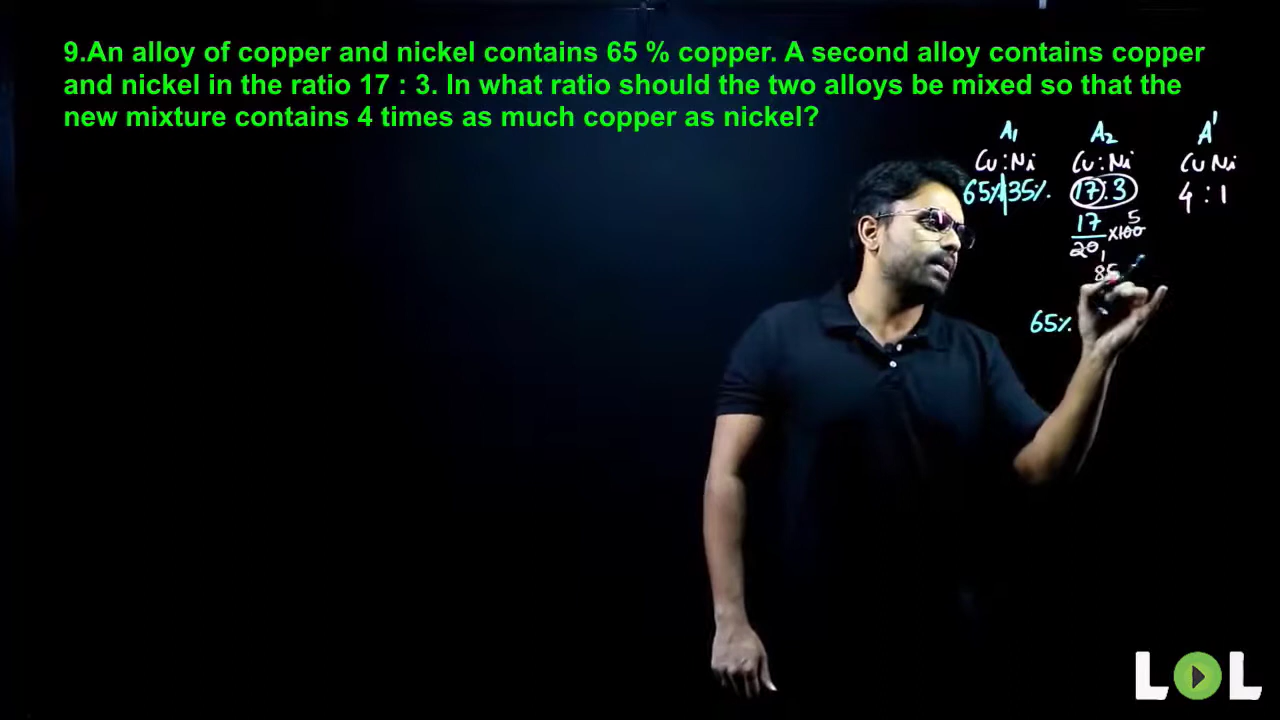 9.An alloy of copper and nickel contains 65 % copper. A second alloy contains copper
and nickel in the ratio 17 : 3. In what ratio should the two alloys be mixed so that the
new mixture contains 4 times as much copper as nickel?
A₁ A₂ A'
Cu:Ni Cu:Ni Cu Ni
65% 35% 17:3 4:1
17 5
×100
20 1
85
65%
LOL